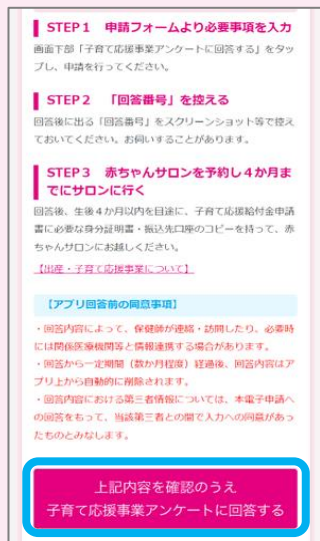 STEP1 申請フォームより必要事項を入力
画面下部「子育て応援事業アンケートに回答する」をタッ
プし、申請を行ってください。
STEP2 「回答番号」を控える
回答後に出る「回答番号」をスクリーンショット等で控え
ておいてください。お伺いすることがあります。
STEP3 赤ちゃんサロンを予約し4か月ま
でにサロンに行く
回答後、生後4か月以内を目途に、子育て応援給付金申請
書に必要な身分証明書・振込先口座のコピーを持って、赤
ちゃんサロンにお越しください。
【出産・子育て応援事業について】
【アプリ回答前の同意事項】
・回答内容によって、保健師が連絡・訪問したり、必要時
には関係医療機関等と情報連携する場合があります。
・回答から一定期間（数か月程度）経過後、回答内容はア
プリ上から自動的に削除されます。
・回答内容における第三者情報については、本電子申請へ
の回答をもって、当該第三者との間で入力への同意があっ
たものとみなします。
上記内容を確認のうえ
子育て応援事業アンケートに回答する